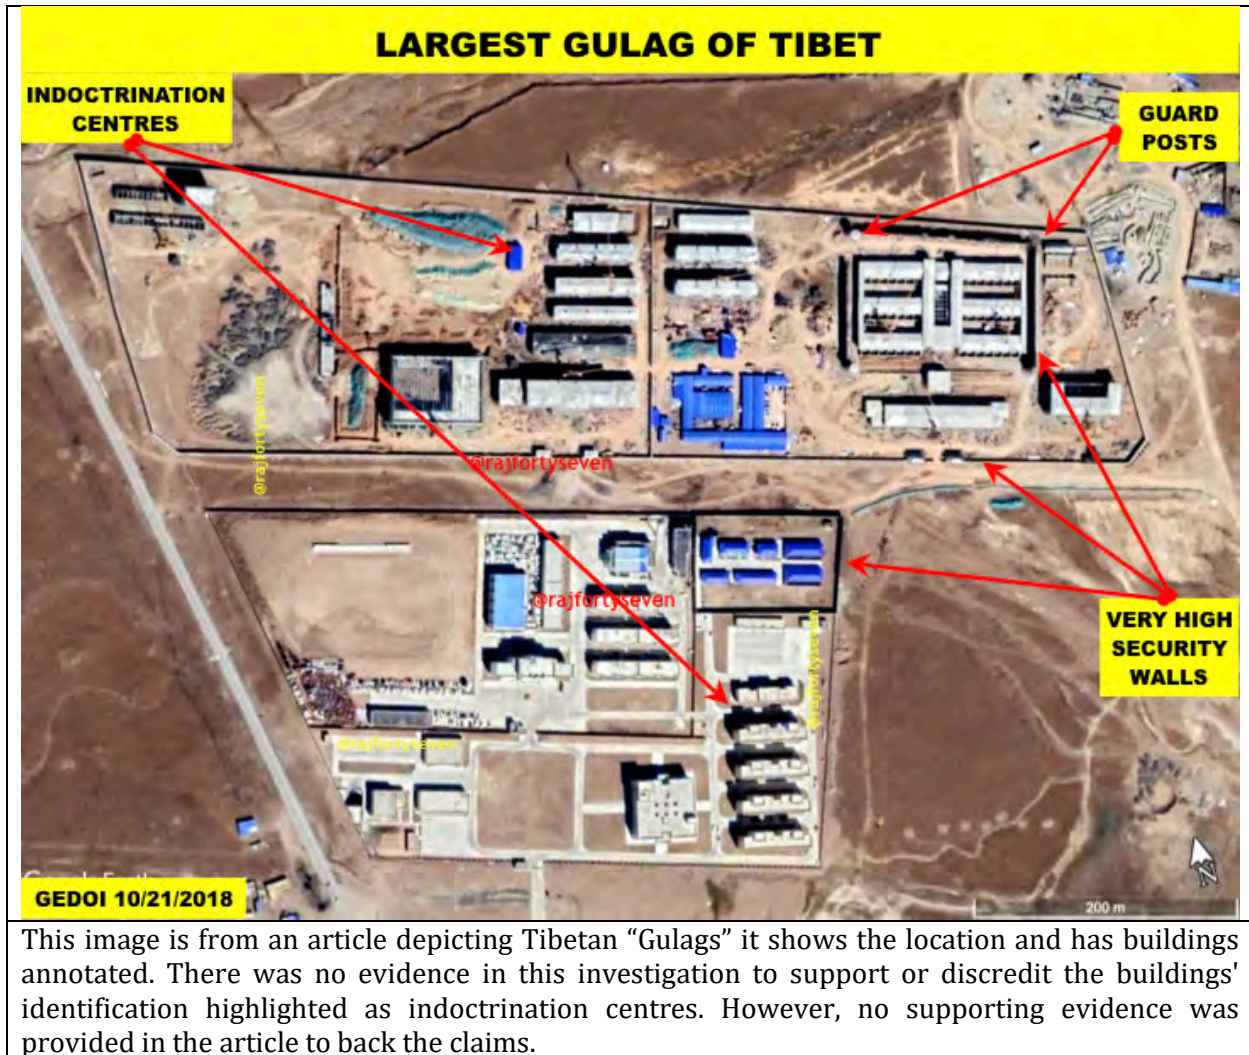 LARGEST GULAG OF TIBET
INDOCTRINATION
CENTRES
GUARD
POSTS
@rajfortyseven
@rajfortyseven
@rajfortyseven
@rajfortyseven
@rajfortyseven
VERY HIGH
SECURITY
WALLS
GEDOI 10/21/2018
N
200 m
This image is from an article depicting Tibetan “Gulags” it shows the location and has buildings
annotated. There was no evidence in this investigation to support or discredit the buildings'
identification highlighted as indoctrination centres. However, no supporting evidence was
provided in the article to back the claims.